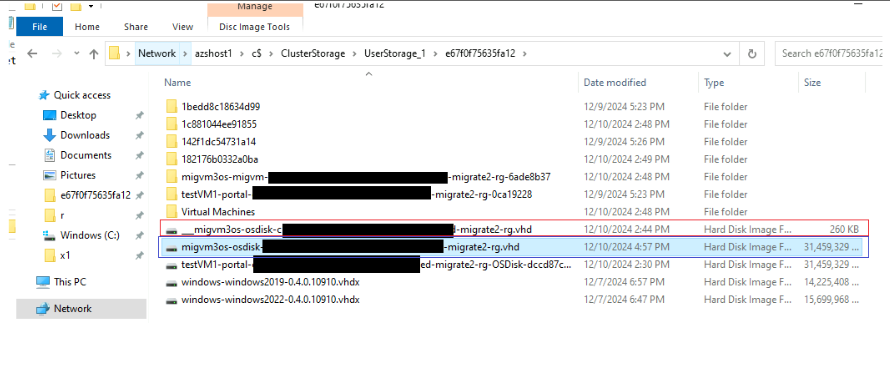 Manage
e67f0f75635fa12
File Home Share View Disc Image Tools
Network > azshost1 > c$ > ClusterStorage > UserStorage_1 > e67f0f75635fa12 >
Search e67f0f75635fa12
Name Date modified Type Size
Quick access
Desktop
Downloads
Documents
Pictures
e67f0f75635fa12
r
Windows (C:)
x1
This PC
Network
1bedd8c18634d99 12/9/2024 5:23 PM File folder
1c881044ee91855 12/10/2024 2:48 PM File folder
142f1dc54731a14 12/9/2024 5:26 PM File folder
182176b0332a0ba 12/10/2024 2:49 PM File folder
migvm3os-migvm- -migrate2-rg-6ade8b37 12/10/2024 2:48 PM File folder
testVM1-portal- -migrate2-rg-0ca19228 12/9/2024 5:23 PM File folder
Virtual Machines 12/10/2024 2:48 PM File folder
___migvm3os-osdisk-c d-migrate2-rg.vhd 12/10/2024 2:44 PM Hard Disk Image F... 260 KB
migvm3os-osdisk- -migrate2-rg.vhd 12/10/2024 4:57 PM Hard Disk Image F... 31,459,329 ...
testVM1-portal- ed-migrate2-rg-OSDisk-dccd87c... 12/10/2024 2:30 PM Hard Disk Image F... 31,459,329 ...
windows-windows2019-0.4.0.10910.vhdx 12/7/2024 6:57 PM Hard Disk Image F... 14,225,408 ...
windows-windows2022-0.4.0.10910.vhdx 12/7/2024 6:47 PM Hard Disk Image F... 15,699,968 ...